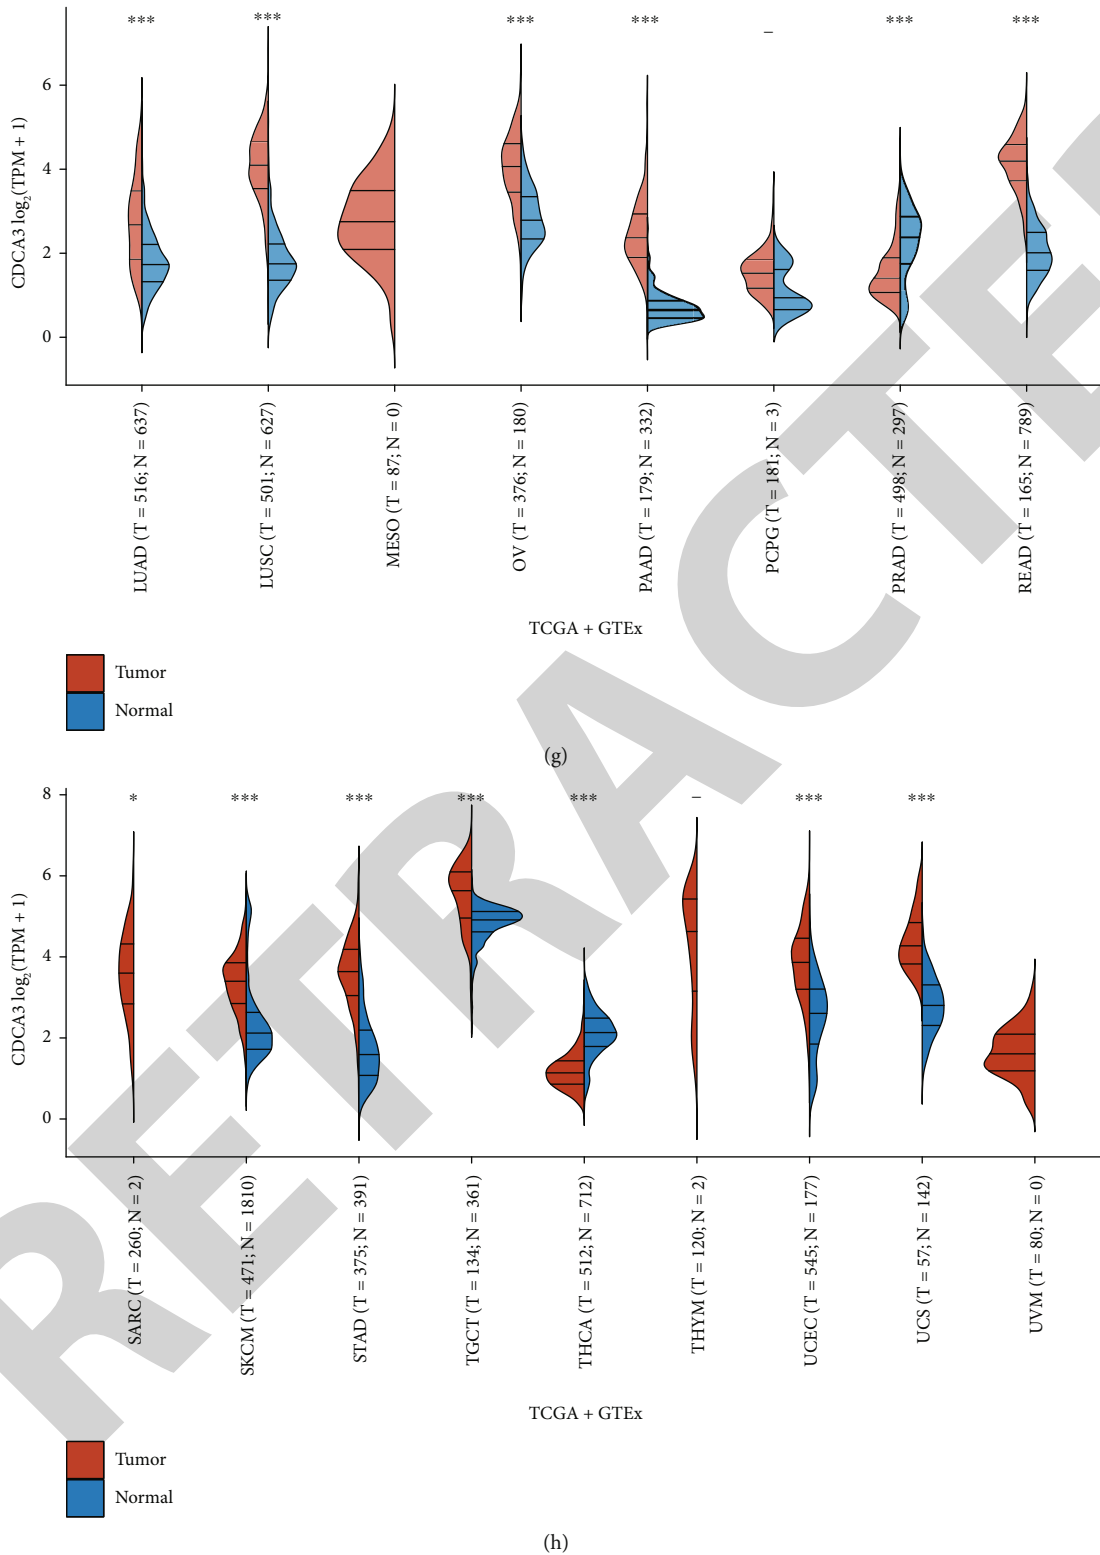 *** *** *** *** – *** ***
6
4
2
0
CDCA3 log2(TPM + 1)
LUAD (T = 516; N = 637)
LUSC (T = 501; N = 627)
MESO (T = 87; N = 0)
OV (T = 376; N = 180)
PAAD (T = 179; N = 332)
PCPG (T = 181; N = 3)
PRAD (T = 498; N = 297)
READ (T = 165; N = 789)
TCGA + GTEx
Tumor
Normal
(g)
* *** *** *** *** – *** ***
8
6
4
2
0
CDCA3 log2(TPM + 1)
SARC (T = 260; N = 2)
SKCM (T = 471; N = 1810)
STAD (T = 375; N = 391)
TGCT (T = 134; N = 361)
THCA (T = 512; N = 712)
THYM (T = 120; N = 2)
UCEC (T = 545; N = 177)
UCS (T = 57; N = 142)
UVM (T = 80; N = 0)
TCGA + GTEx
Tumor
Normal
(h)
RETRACTE